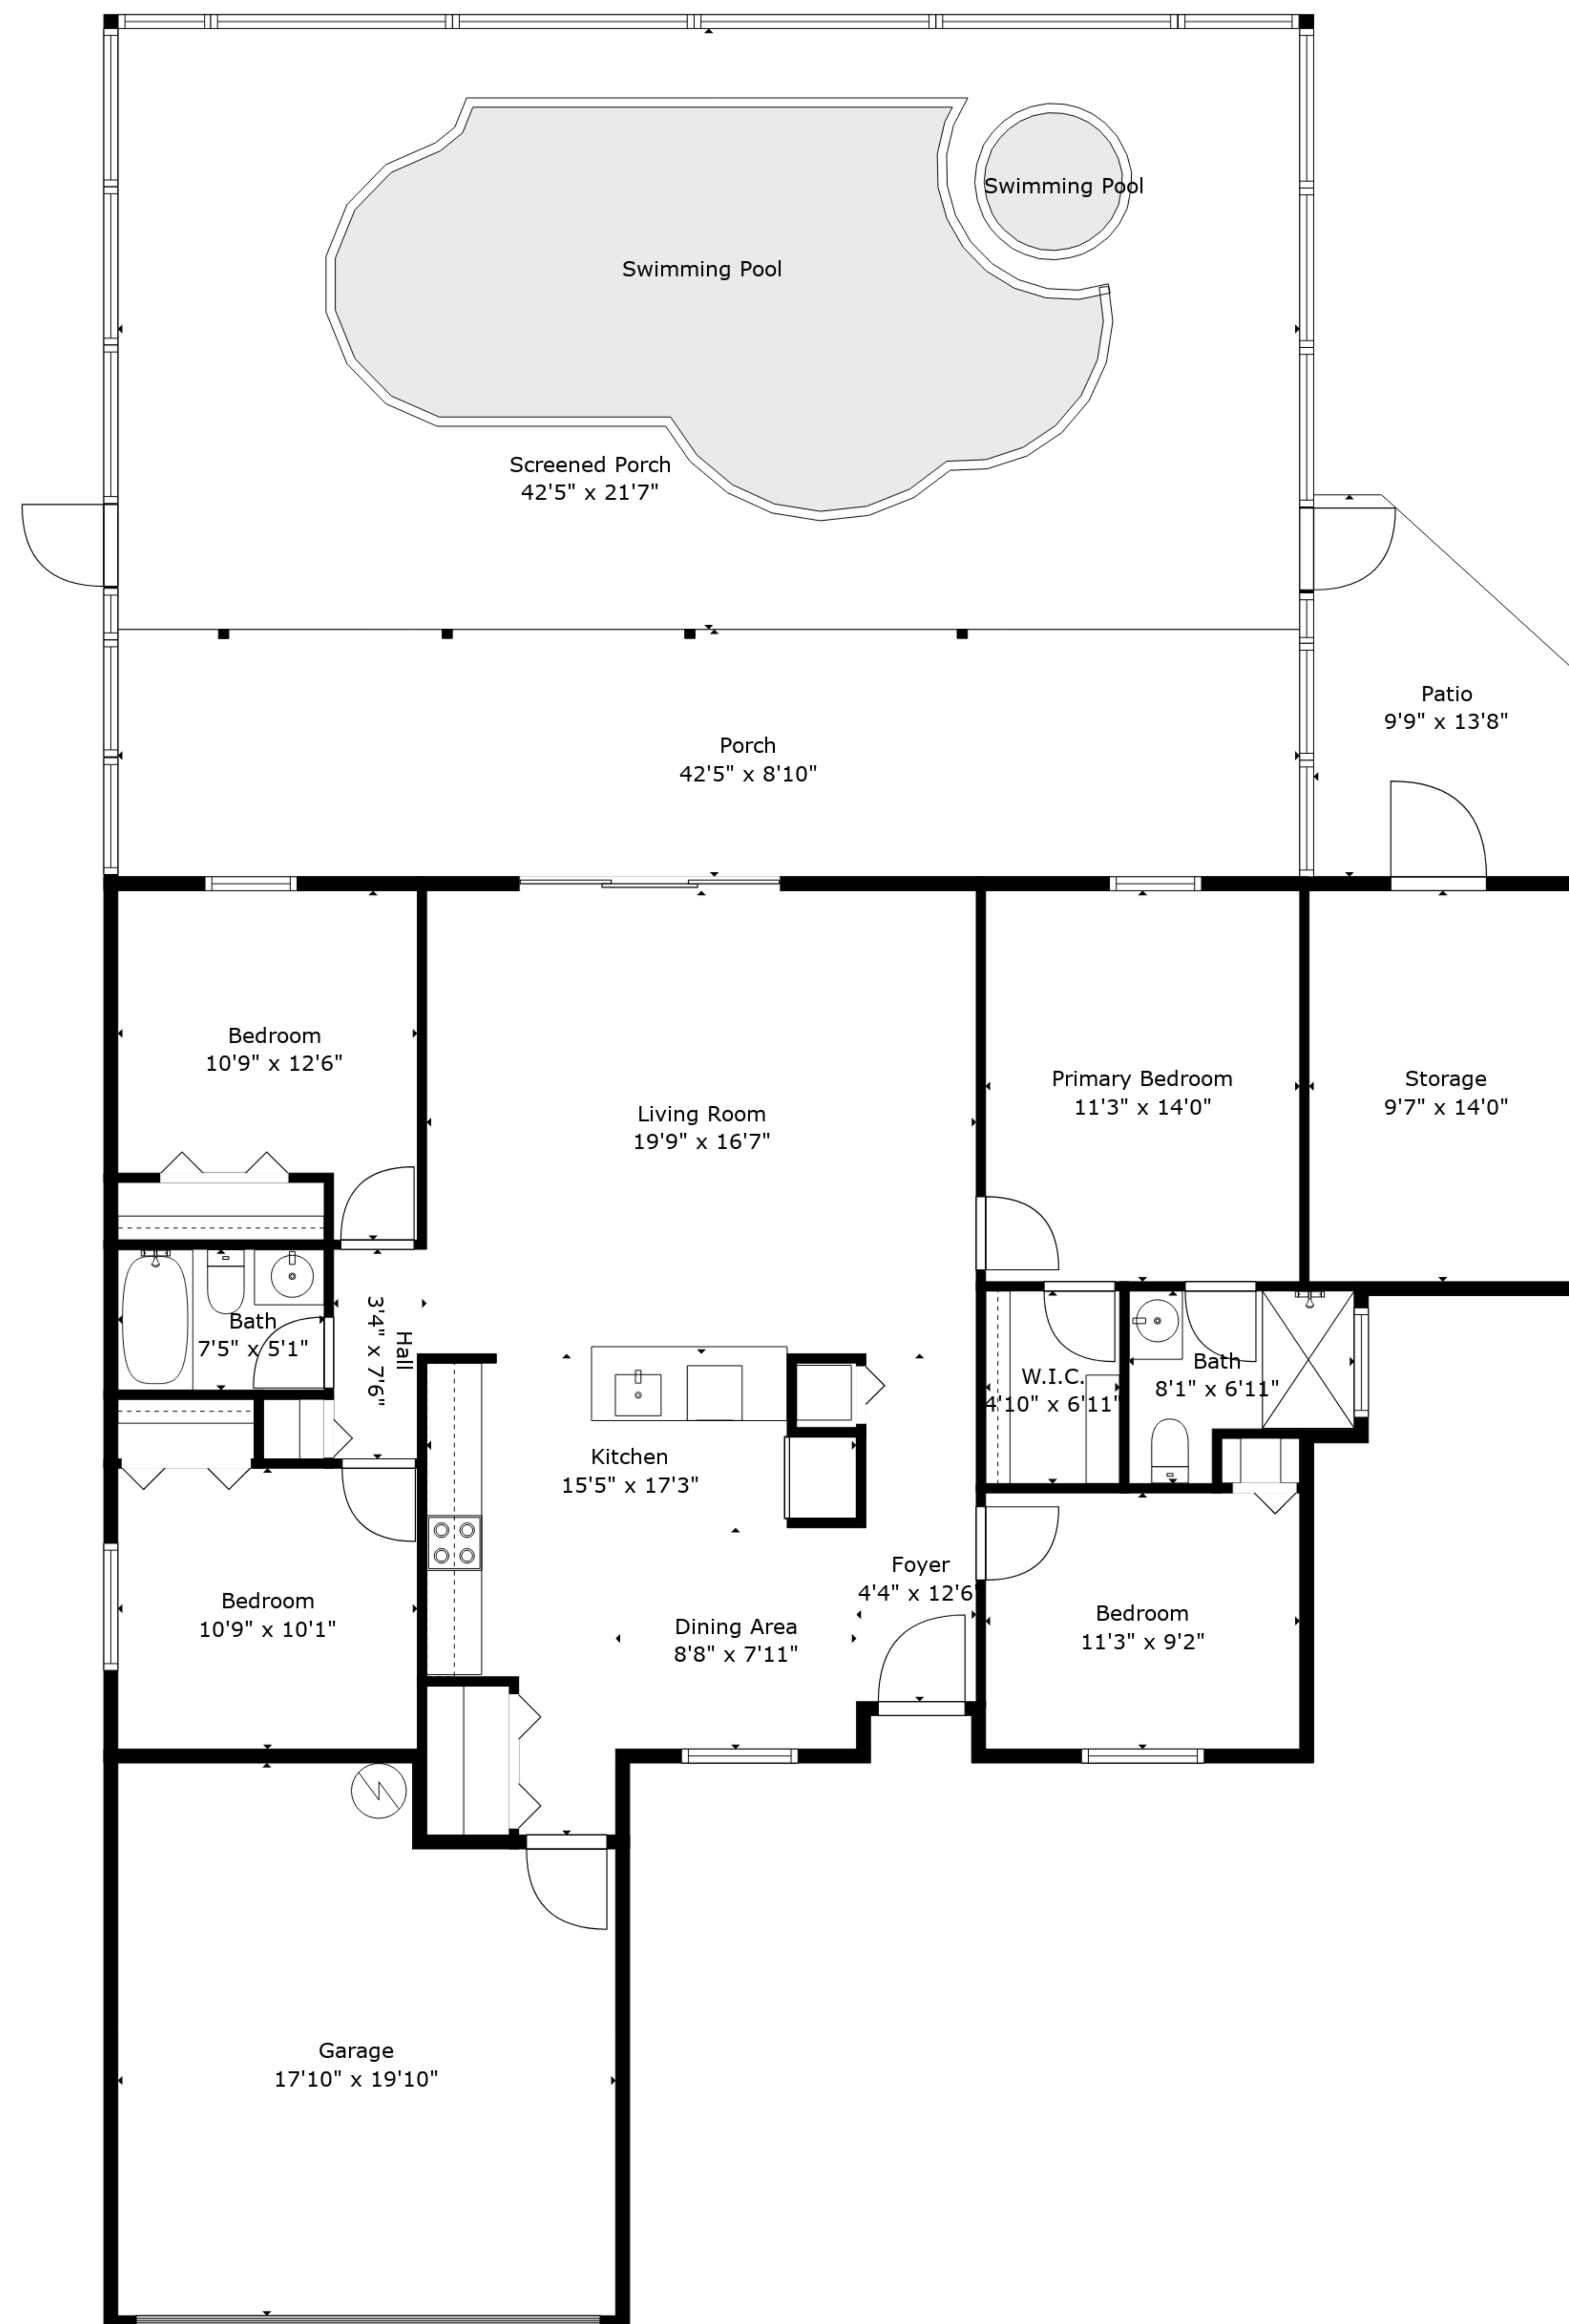 Swimming Pool
Swimming Pool
Screened Porch
42'5" x 21'7"
Patio
9'9" x 13'8"
Porch
42'5" x 8'10"
Bedroom
10'9" x 12'6"
Living Room
19'9" x 16'7"
Primary Bedroom
11'3" x 14'0"
Storage
9'7" x 14'0"
Bath
7'5" x 5'1"
Hall
3'4" x 7'6"
Kitchen
15'5" x 17'3"
W.I.C.
4'10" x 6'11"
Bath
8'1" x 6'11"
Bedroom
10'9" x 10'1"
Foyer
4'4" x 12'6"
Dining Area
8'8" x 7'11"
Bedroom
11'3" x 9'2"
Garage
17'10" x 19'10"